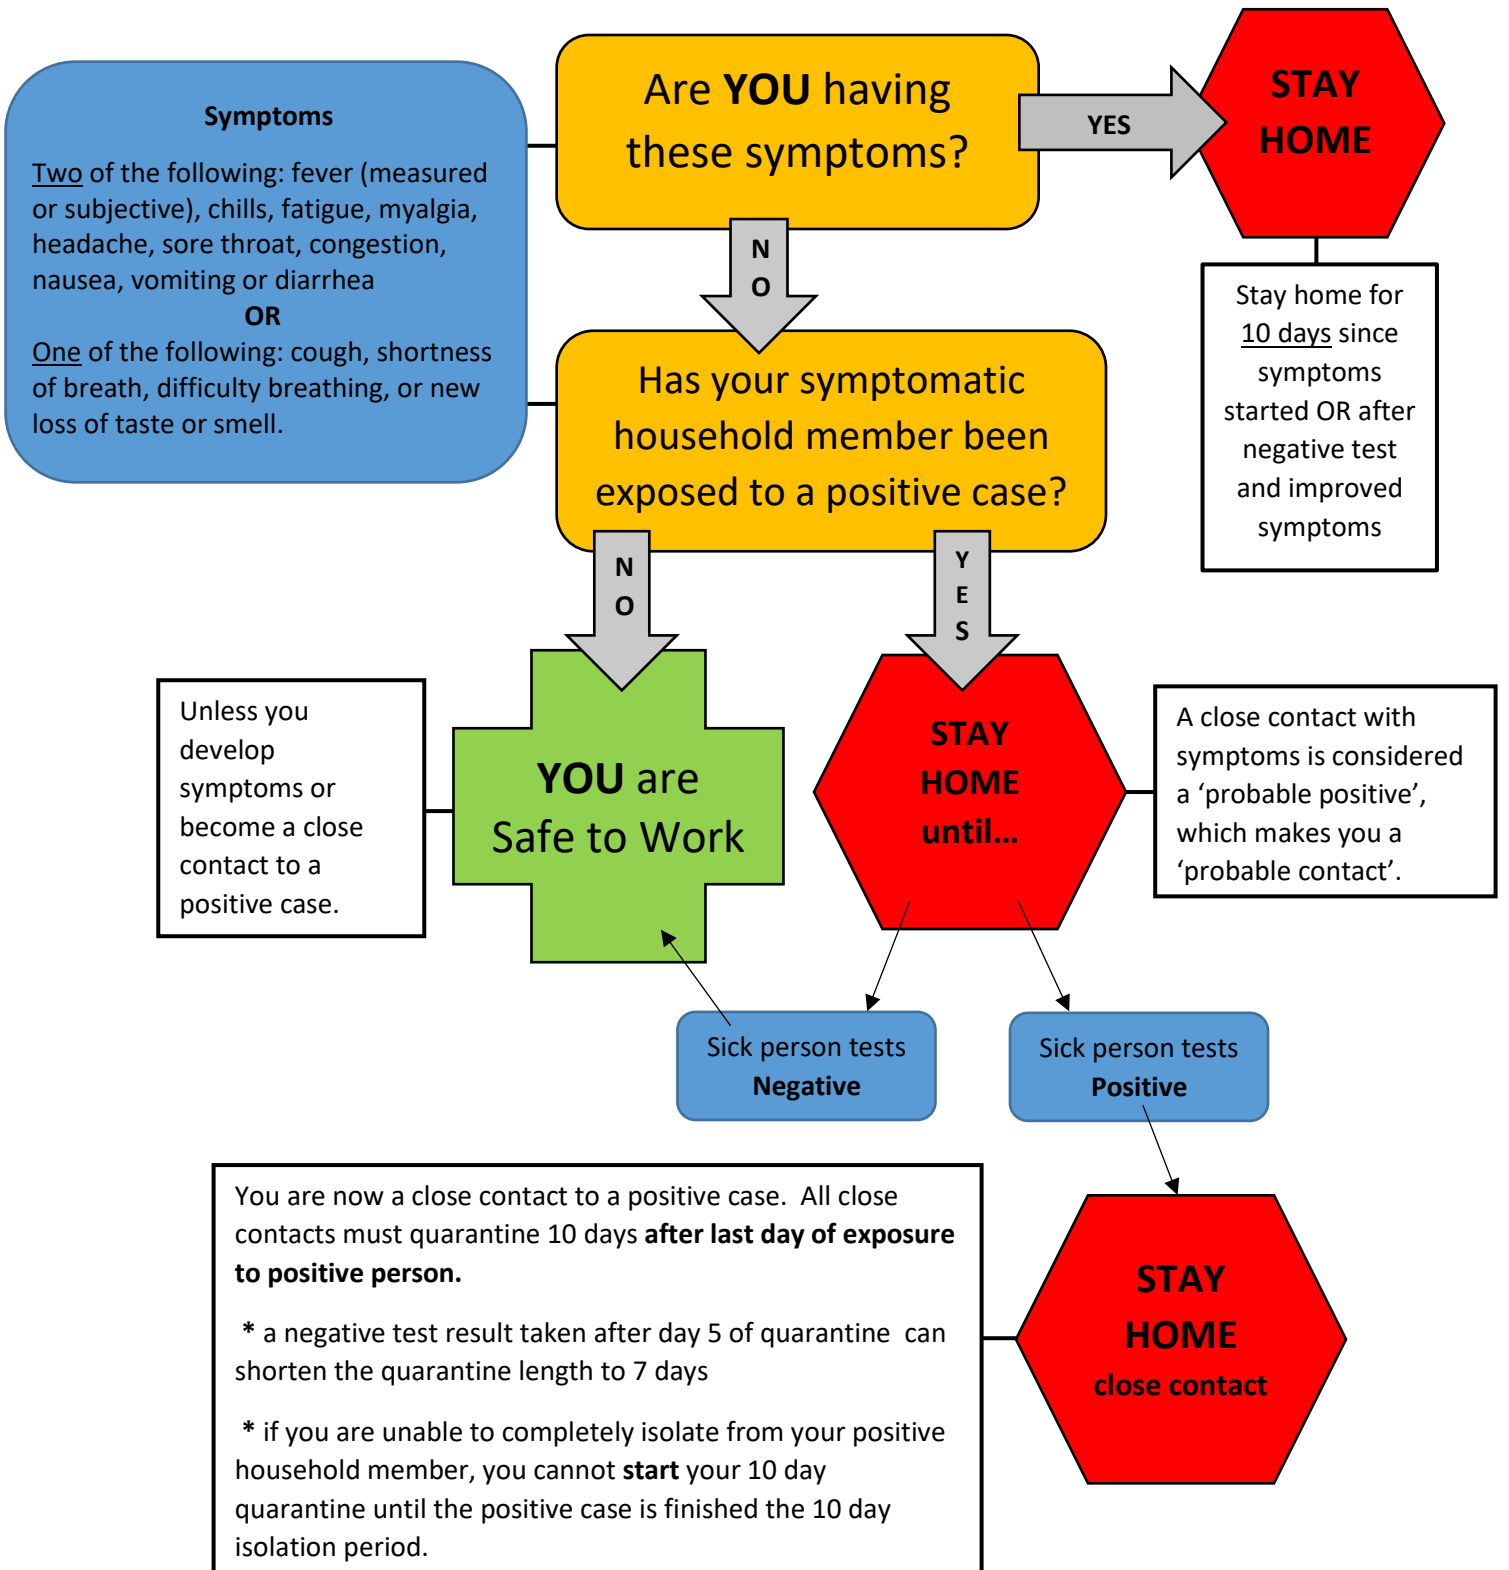 Symptoms
Two of the following: fever (measured
or subjective), chills, fatigue, myalgia,
headache, sore throat, congestion,
nausea, vomiting or diarrhea
OR
One of the following: cough, shortness
of breath, difficulty breathing, or new
loss of taste or smell.
Are YOU having
these symptoms?
YES
STAY
HOME
Stay home for
10 days since
symptoms
started OR after
negative test
and improved
symptoms
N
O
Has your symptomatic
household member been
exposed to a positive case?
N
O
Y
E
S
Unless you
develop
symptoms or
become a close
contact to a
positive case.
YOU are
Safe to Work
STAY
HOME
until…
A close contact with
symptoms is considered
a ‘probable positive’,
which makes you a
‘probable contact’.
Sick person tests
Negative
Sick person tests
Positive
You are now a close contact to a positive case.  All close
contacts must quarantine 10 days after last day of exposure
to positive person.
* a negative test result taken after day 5 of quarantine  can
shorten the quarantine length to 7 days
* if you are unable to completely isolate from your positive
household member, you cannot start your 10 day
quarantine until the positive case is finished the 10 day
isolation period.
STAY
HOME
close contact